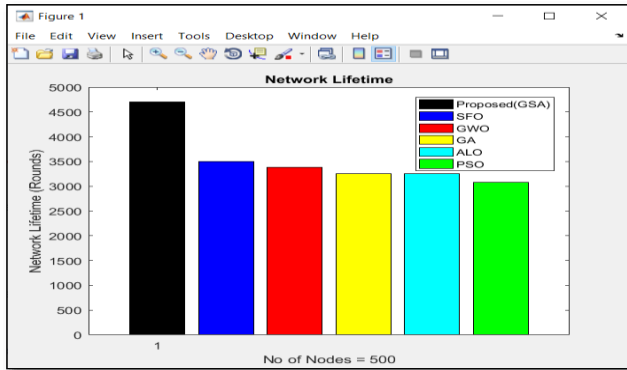 Figure 1
File Edit View Insert Tools Desktop Window Help
Network Lifetime
5000
4500
4000
3500
3000
2500
2000
1500
1000
500
0
Network Lifetime (Rounds)
Proposed(GSA)
SFO
GWO
GA
ALO
PSO
1
No of Nodes = 500